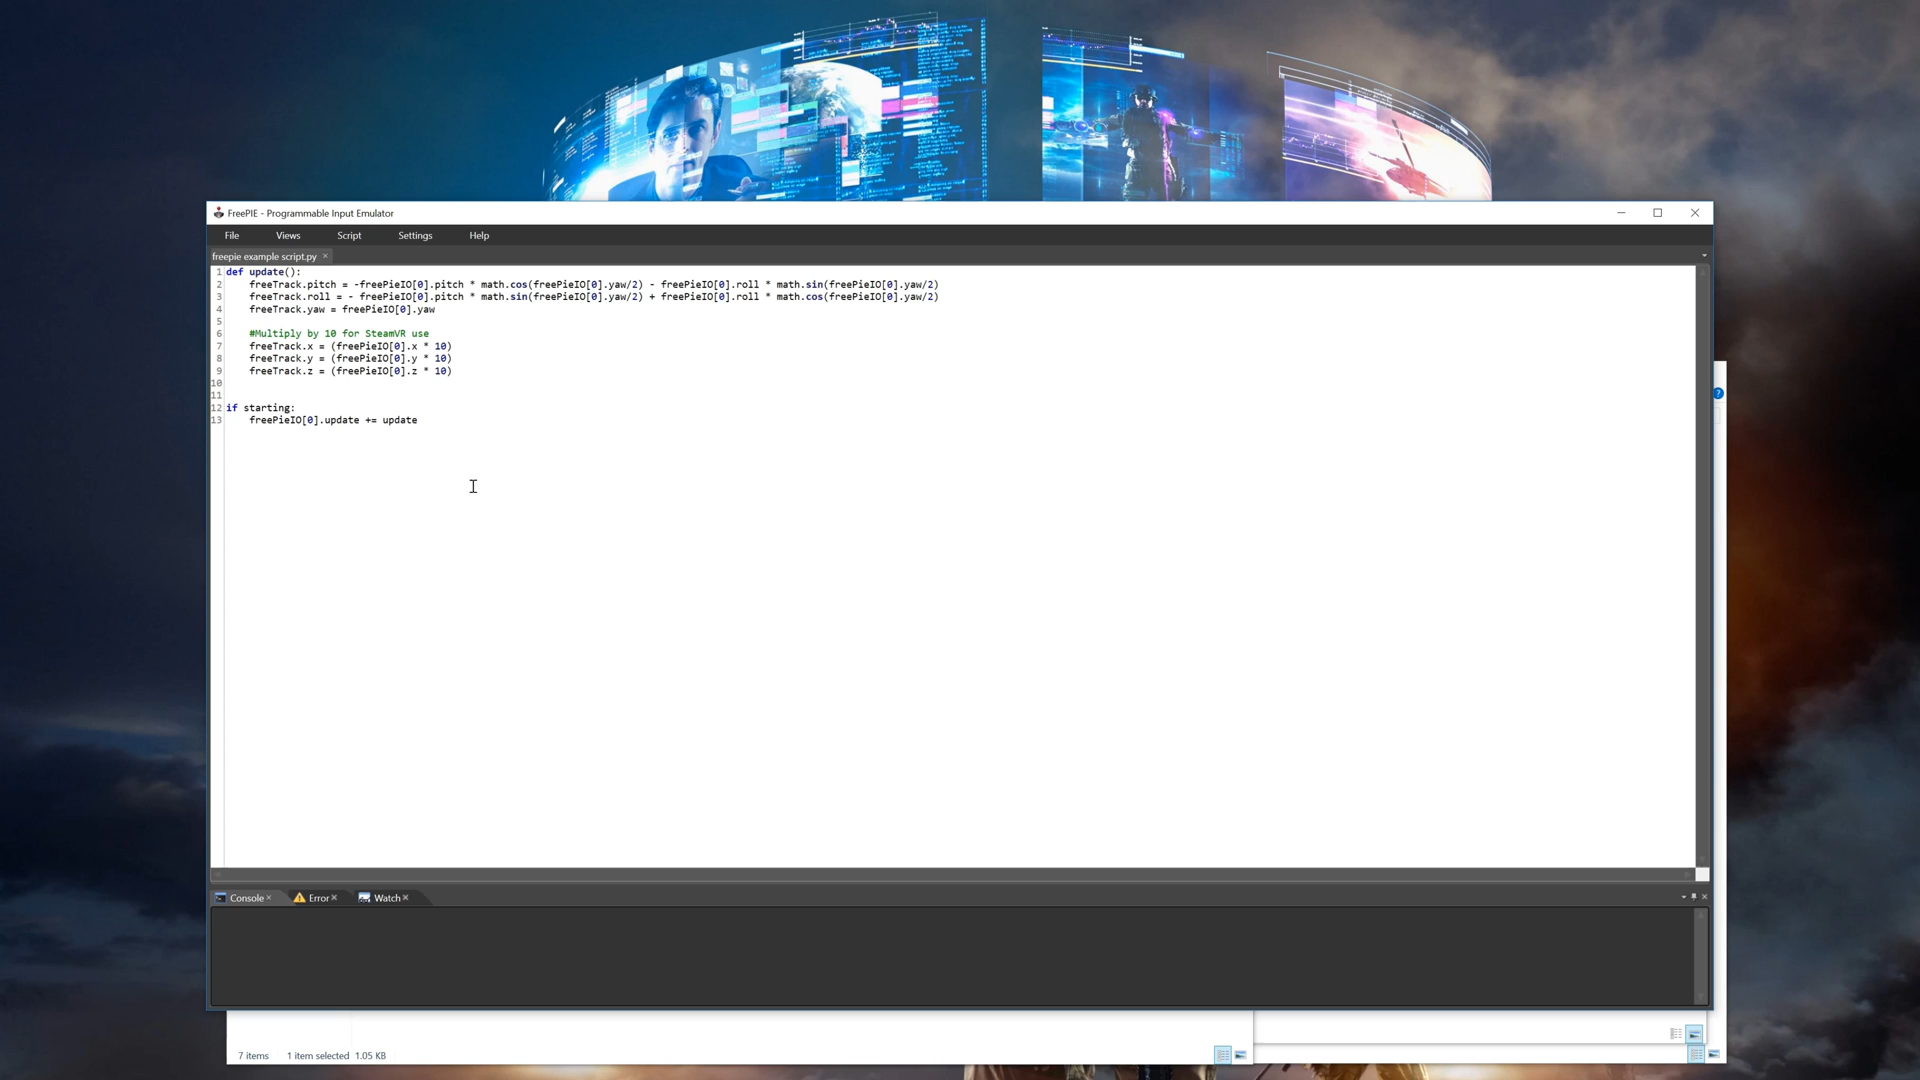 FreePIE - Programmable Input Emulator
File Views Script Settings Help
freepie example script.py
1 def update():
2 freeTrack.pitch = -freePieIO[0].pitch * math.cos(freePieIO[0].yaw/2) - freePieIO[0].roll * math.sin(freePieIO[0].yaw/2)
3 freeTrack.roll = - freePieIO[0].pitch * math.sin(freePieIO[0].yaw/2) + freePieIO[0].roll * math.cos(freePieIO[0].yaw/2)
4 freeTrack.yaw = freePieIO[0].yaw
5
6 #Multiply by 10 for SteamVR use
7 freeTrack.x = (freePieIO[0].x * 10)
8 freeTrack.y = (freePieIO[0].y * 10)
9 freeTrack.z = (freePieIO[0].z * 10)
10
11
12 if starting:
13 freePieIO[0].update += update
Console Error Watch
7 items 1 item selected 1.05 KB